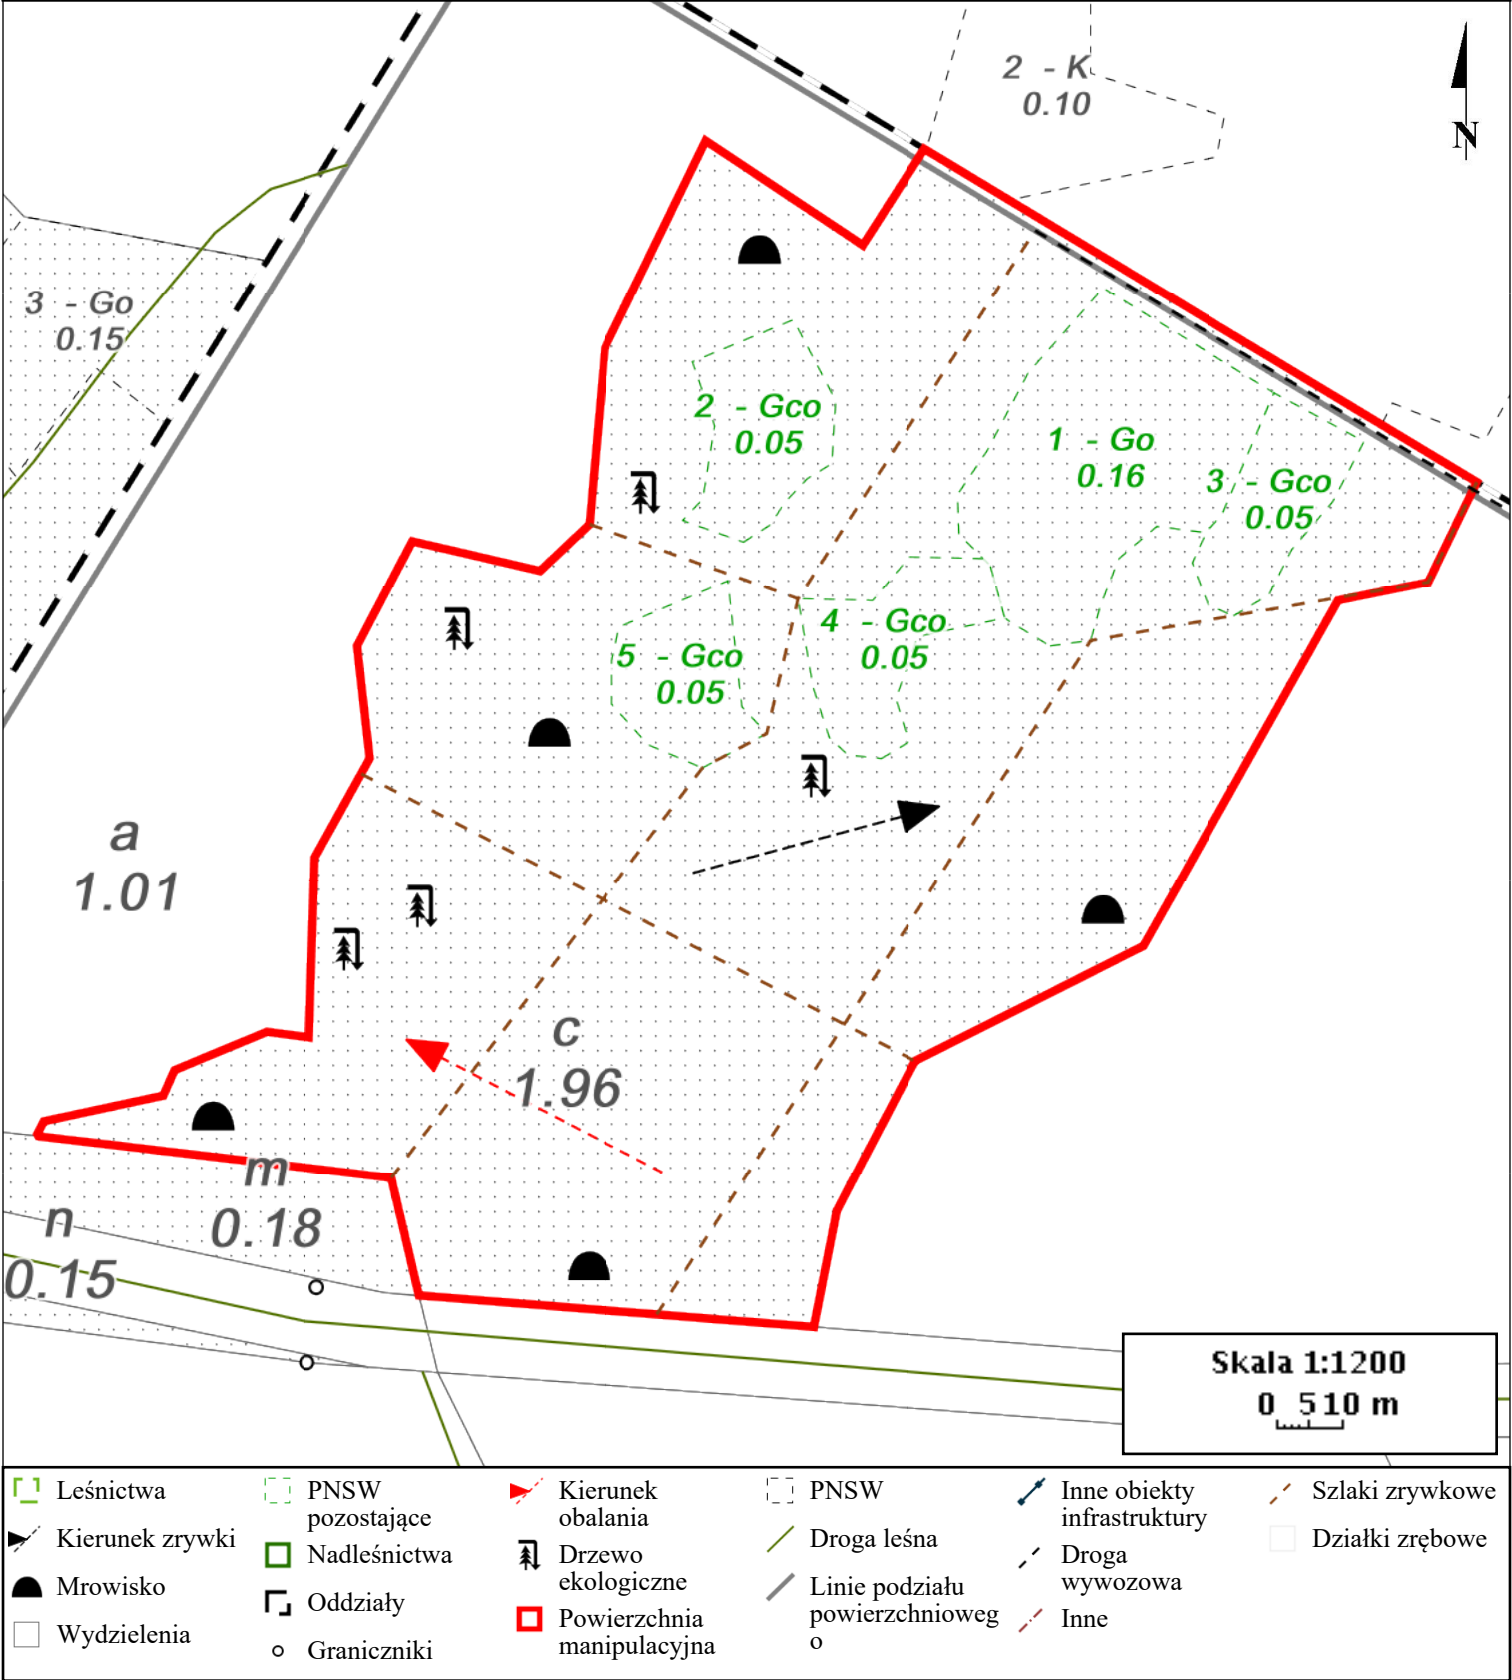 2 - K
0.10
N
3 - Go
0.15
2 - Gco
0.05
1 - Go
0.16
3 - Gco
0.05
4 - Gco
0.05
5 - Gco
0.05
a
1.01
c
1.96
m
0.18
n
0.15
Skala 1:1200
0 5 10 m
Leśnictwa
Kierunek zrywki
Mrowisko
Wydzielenia
PNSW
pozostające
Nadleśnictwa
Oddziały
Graniczniki
Kierunek
obalania
Drzewo
ekologiczne
Powierzchnia
manipulacyjna
PNSW
Droga leśna
Linie podziału
powierzchnioweg
o
Inne obiekty
infrastruktury
Droga
wywozowa
Inne
Szlaki zrywkowe
Działki zrębowe